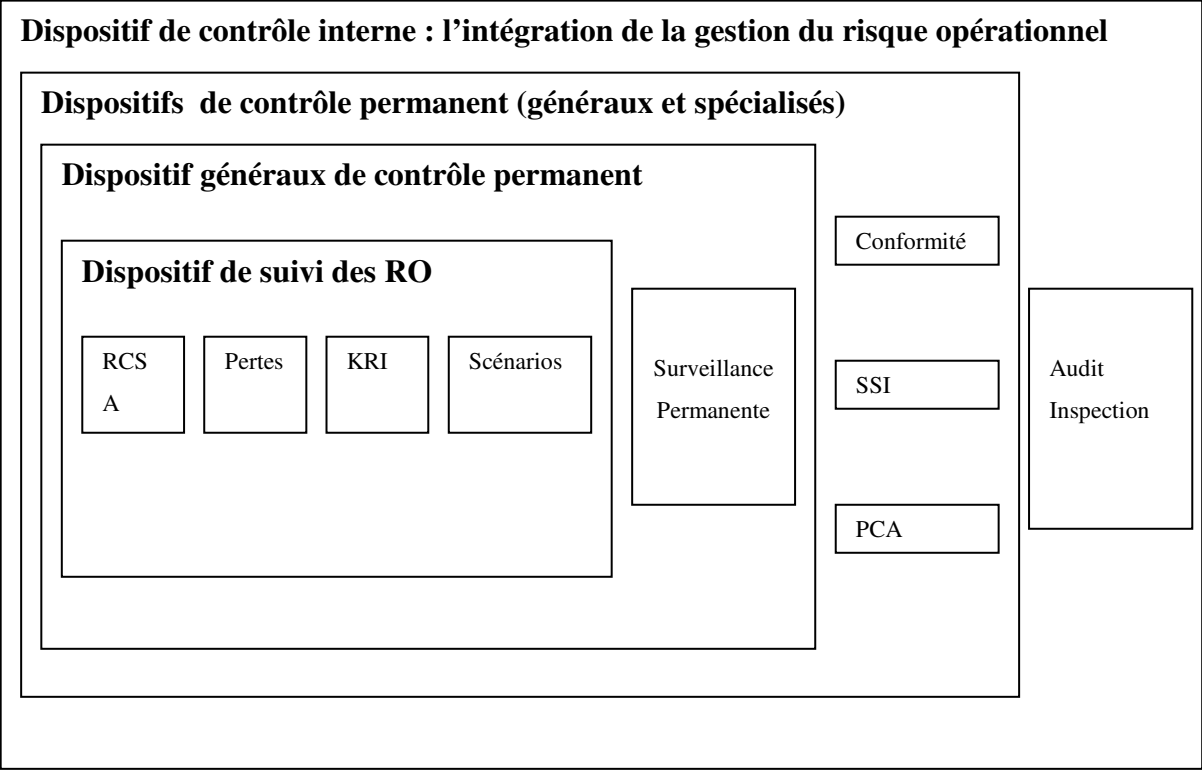 Dispositif de contrôle interne : l’intégration de la gestion du risque opérationnel
Dispositifs de contrôle permanent (généraux et spécialisés)
Dispositif généraux de contrôle permanent
Dispositif de suivi des RO
RCS
A
Pertes
KRI
Scénarios
Surveillance
Permanente
Conformité
SSI
PCA
Audit
Inspection